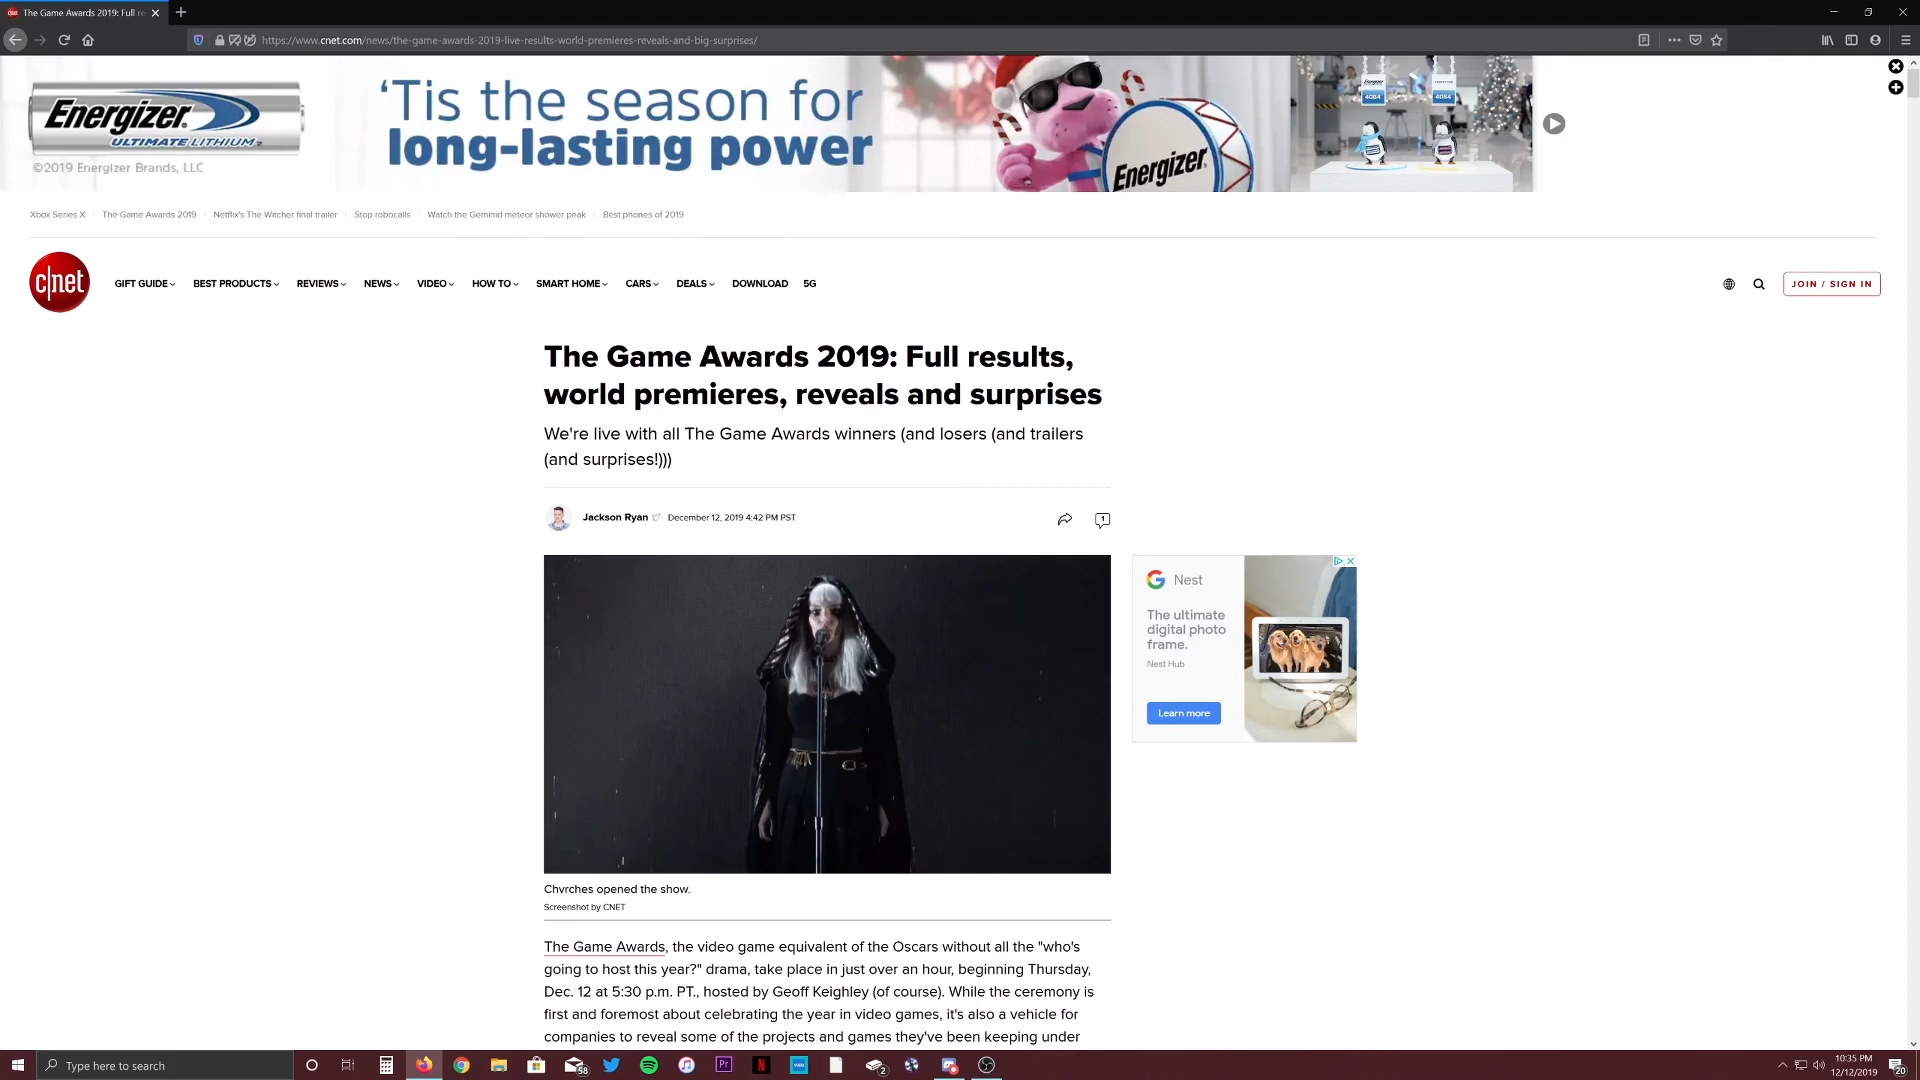 The Game Awards 2019: Full re
https://www.cnet.com/news/the-game-awards-2019-live-results-world-premieres-reveals-and-big-surprises/
Energizer
ULTIMATE LITHIUM
©2019 Energizer Brands, LLC
'Tis the season for
long-lasting power
Energizer
4084
4084
Xbox Series X
The Game Awards 2019
Netflix's The Witcher final trailer
Stop robocalls
Watch the Geminid meteor shower peak
Best phones of 2019
c|net
GIFT GUIDE
BEST PRODUCTS
REVIEWS
NEWS
VIDEO
HOW TO
SMART HOME
CARS
DEALS
DOWNLOAD
5G
JOIN / SIGN IN
The Game Awards 2019: Full results,
world premieres, reveals and surprises
We're live with all The Game Awards winners (and losers (and trailers
(and surprises!)))
Jackson Ryan
December 12, 2019 4:42 PM PST
1
G Nest
The ultimate
digital photo
frame.
Nest Hub
Learn more
Chvrches opened the show.
Screenshot by CNET
The Game Awards, the video game equivalent of the Oscars without all the "who's
going to host this year?" drama, take place in just over an hour, beginning Thursday,
Dec. 12 at 5:30 p.m. PT., hosted by Geoff Keighley (of course). While the ceremony is
first and foremost about celebrating the year in video games, it's also a vehicle for
companies to reveal some of the projects and games they've been keeping under
Type here to search
58
Pr
N
2
10:35 PM
12/12/2019
20